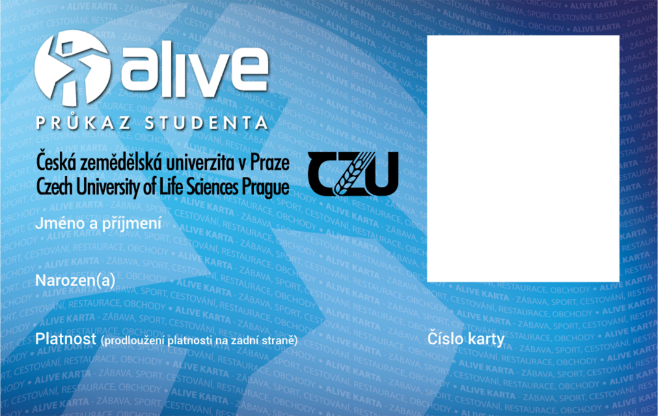 alive
PRŮKAZ STUDENTA
Česká zemědělská univerzita v Praze
Czech University of Life Sciences Prague
CZU
Jméno a příjmení
Narozen(a)
Platnost (prodloužení platnosti na zadní straně)
Číslo karty